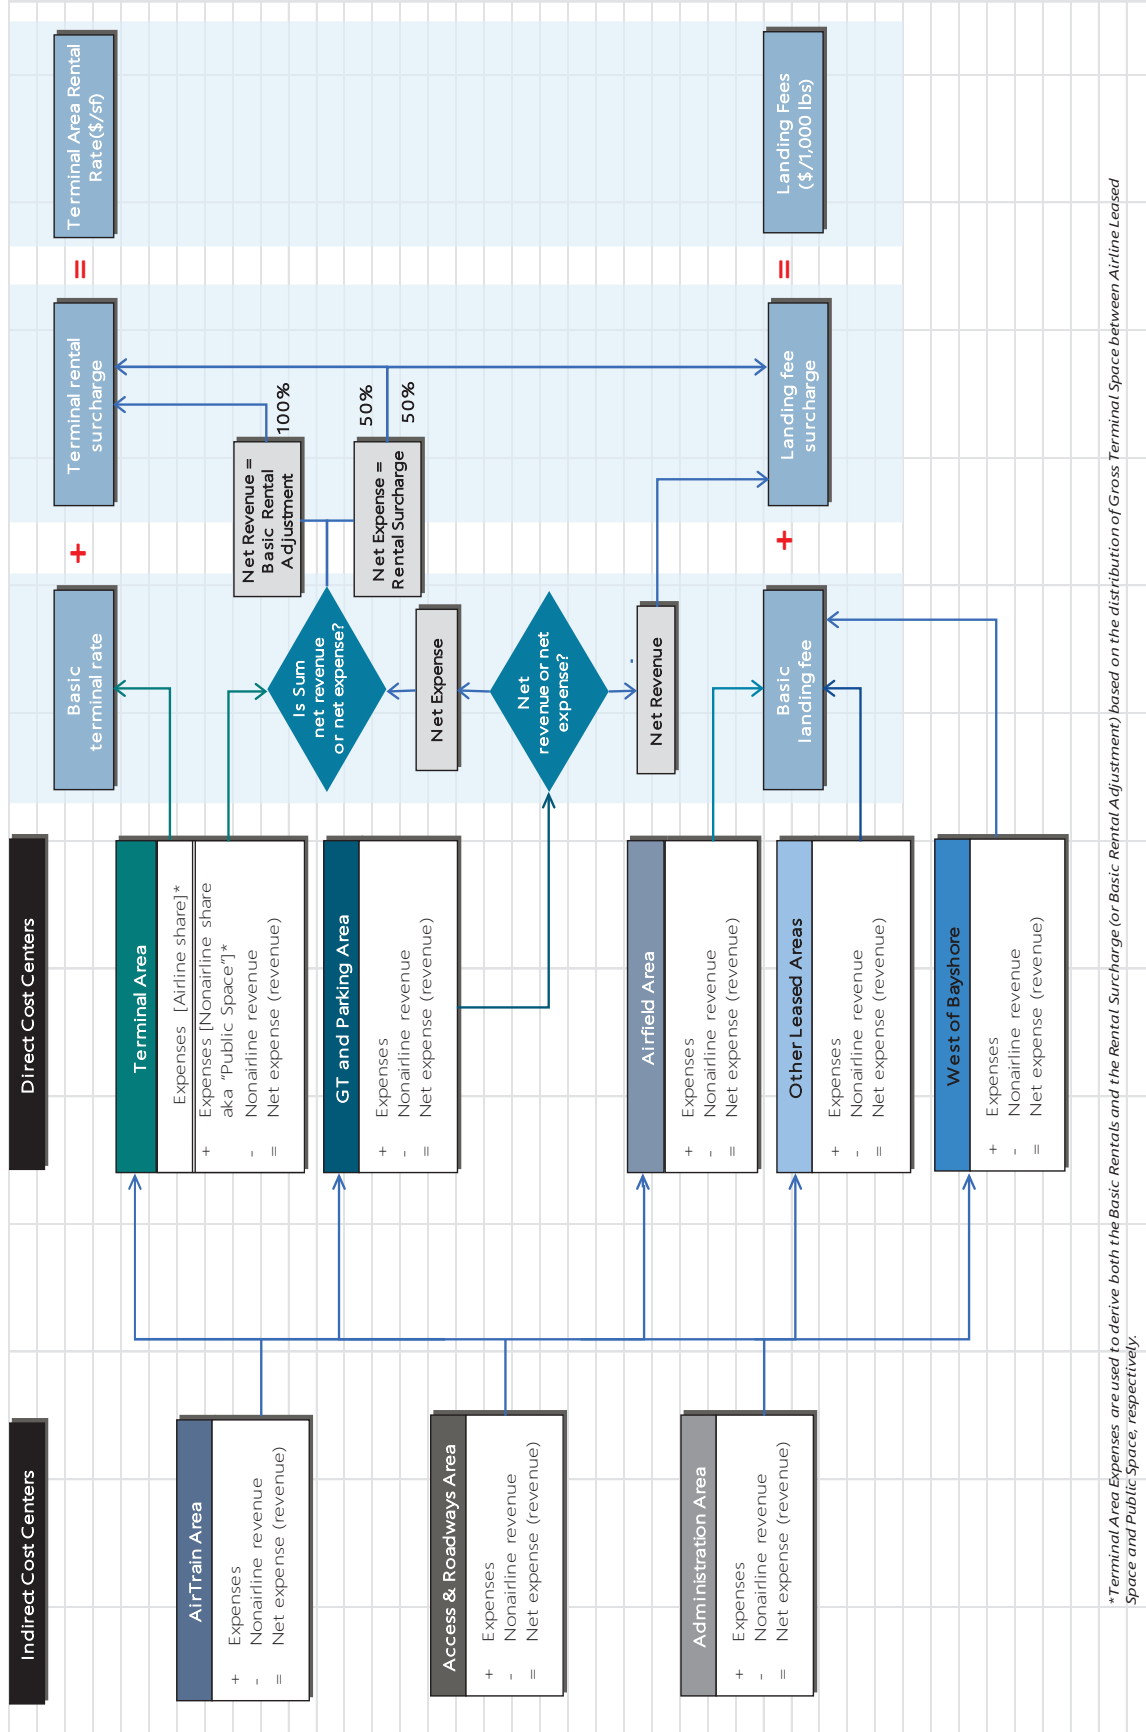 Indirect Cost Centers
AirTrain Area
+ Expenses
- Nonairline revenue
= Net expense (revenue)
Access & Roadways Area
+ Expenses
- Nonairline revenue
= Net expense (revenue)
Administration Area
+ Expenses
- Nonairline revenue
= Net expense (revenue)
Direct Cost Centers
Terminal Area
Expenses [Airline share]*
+ Expenses [Nonairline share
aka “Public Space”]*
- Nonairline revenue
= Net expense (revenue)
GT and Parking Area
+ Expenses
- Nonairline revenue
= Net expense (revenue)
Airfield Area
+ Expenses
- Nonairline revenue
= Net expense (revenue)
Other Leased Areas
+ Expenses
- Nonairline revenue
= Net expense (revenue)
West of Bayshore
+ Expenses
- Nonairline revenue
= Net expense (revenue)
Basic
terminal rate
+
Terminal rental
surcharge
=
Terminal Area Rental
Rate($/sf)
Is Sum
net revenue
or net expense?
Net Revenue =
Basic Rental
Adjustment
100%
Net Expense =
Rental Surcharge
50%
50%
Net Expense
Net
revenue or net
expense?
Net Revenue
Basic
landing fee
+
Landing fee
surcharge
=
Landing Fees
($/1,000 lbs)
*Terminal Area Expenses are used to derive both the Basic Rentals and the Rental Surcharge (or Basic Rental Adjustment) based on the distribution of Gross Terminal Space between Airline Leased
Space and Public Space, respectively.